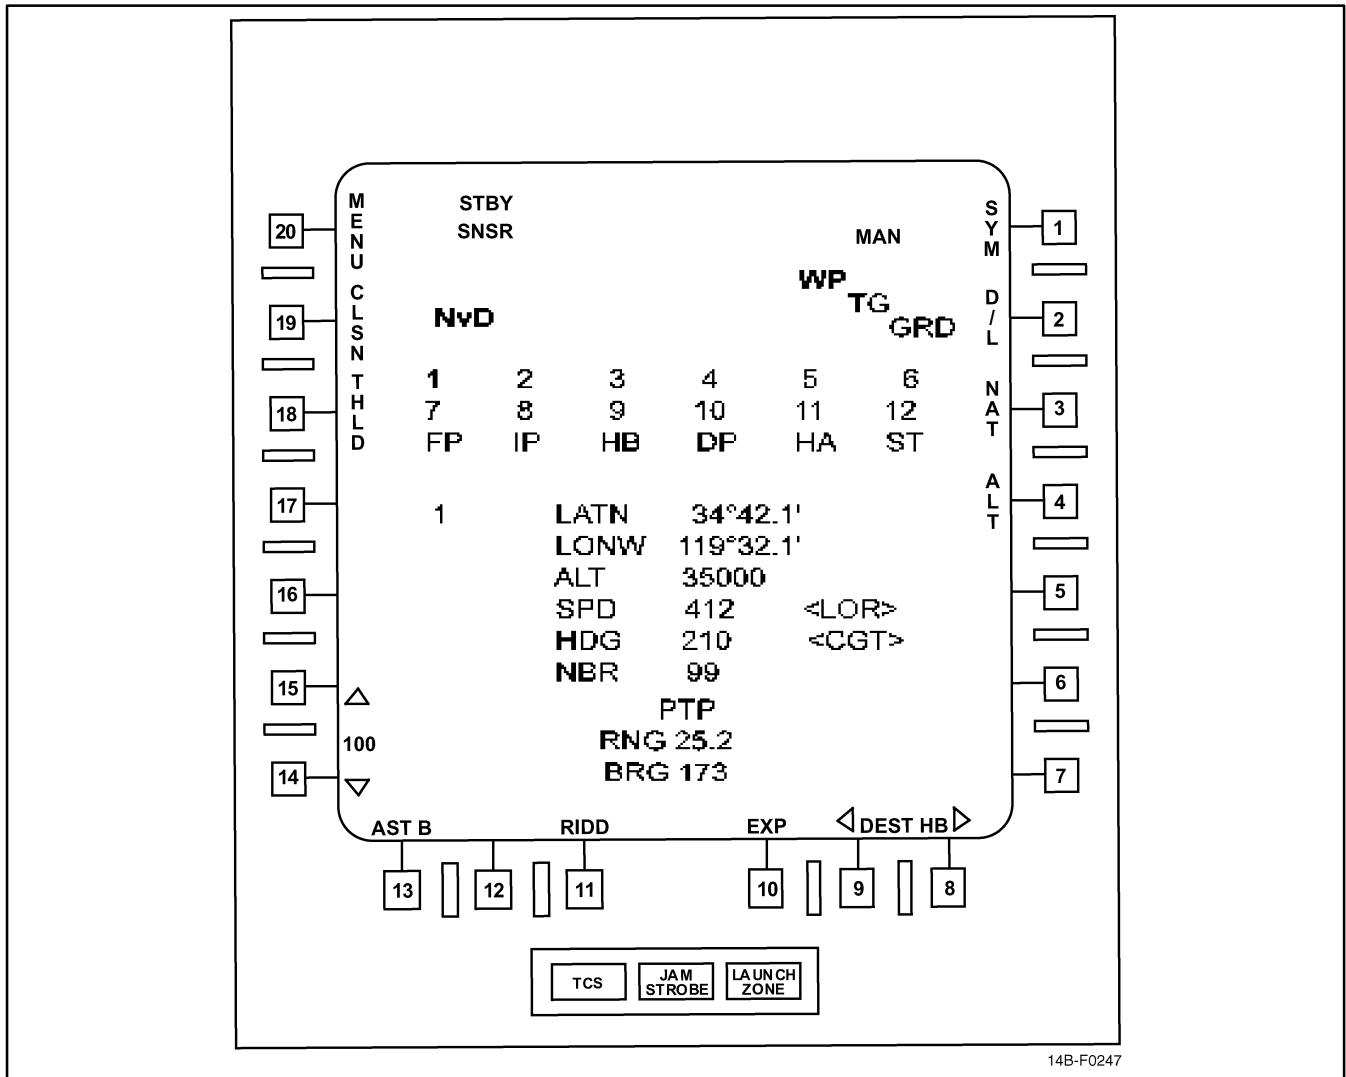 STBY
SNSR
MAN
WP
TG
GRD
NvD
MENU
CLSN
THLD
SYM
D/L
NAT
ALT
20
19
18
17
16
15
14
1
2
3
4
5
6
7
1 2 3 4 5 6
7 8 9 10 11 12
FP IP HB DP HA ST
1 LATN 34°42.1'
LONW 119°32.1'
ALT 35000
SPD 412 <LOR>
HDG 210 <CGT>
NBR 99
PTP
RNG 25.2
BRG 173
100
AST B RIDD EXP DEST HB
13 12 11 10 9 8
TCS
JAM STROBE
LAUNCH ZONE
14B-F0247